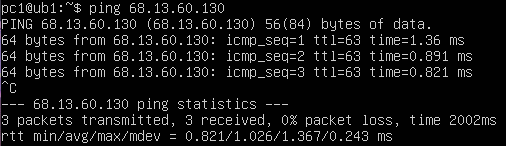 pc1@ub1:~$ ping 68.13.60.130
PING 68.13.60.130 (68.13.60.130) 56(84) bytes of data.
64 bytes from 68.13.60.130: icmp_seq=1 ttl=63 time=1.36 ms
64 bytes from 68.13.60.130: icmp_seq=2 ttl=63 time=0.891 ms
64 bytes from 68.13.60.130: icmp_seq=3 ttl=63 time=0.821 ms
^C
--- 68.13.60.130 ping statistics ---
3 packets transmitted, 3 received, 0% packet loss, time 2002ms
rtt min/avg/max/mdev = 0.821/1.026/1.367/0.243 ms